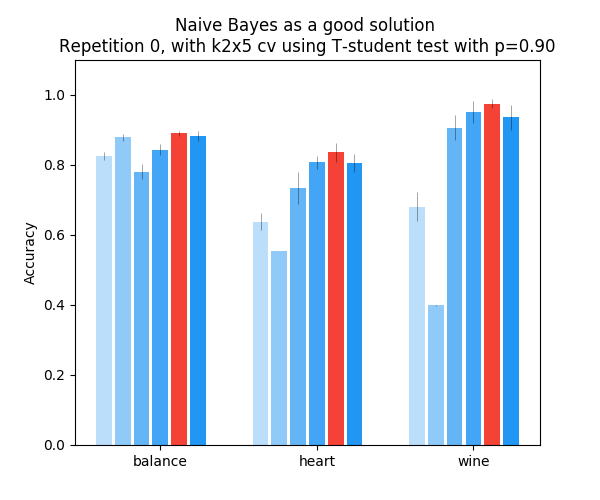 Naive Bayes as a good solution
Repetition 0, with k2x5 cv using T-student test with p=0.90
Accuracy
1.0
0.8
0.6
0.4
0.2
0.0
balance heart wine